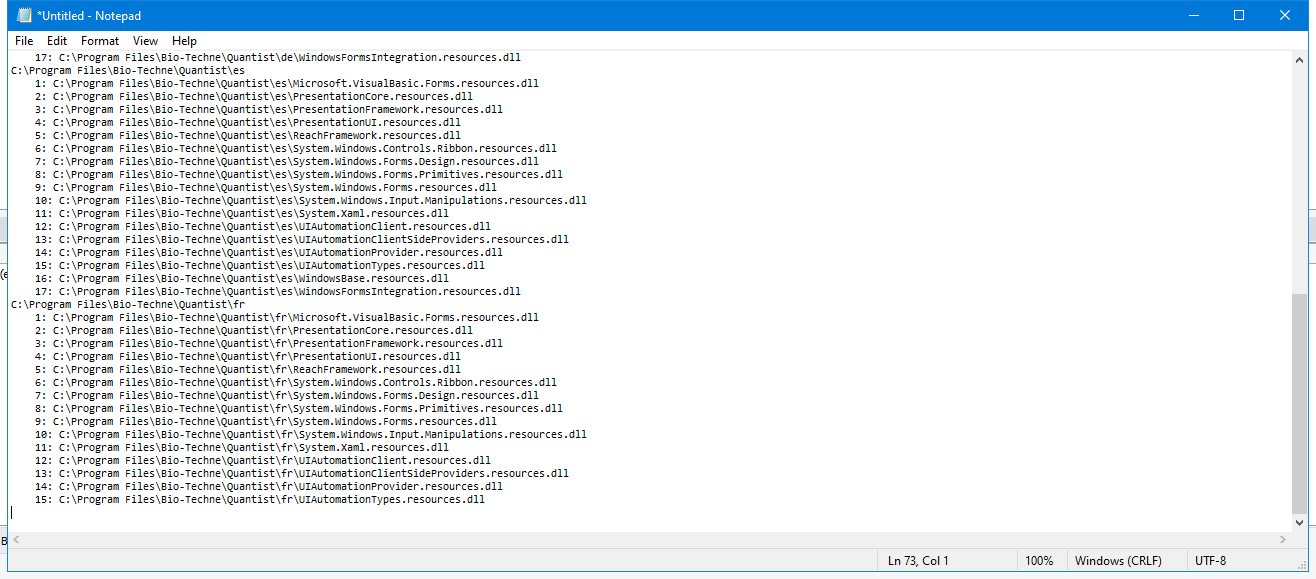 *Untitled - Notepad
File Edit Format View Help
17: C:\Program Files\Bio-Techne\Quantist\de\WindowsFormsIntegration.resources.dll
C:\Program Files\Bio-Techne\Quantist\es
1: C:\Program Files\Bio-Techne\Quantist\es\Microsoft.VisualBasic.Forms.resources.dll
2: C:\Program Files\Bio-Techne\Quantist\es\PresentationCore.resources.dll
3: C:\Program Files\Bio-Techne\Quantist\es\PresentationFramework.resources.dll
4: C:\Program Files\Bio-Techne\Quantist\es\PresentationUI.resources.dll
5: C:\Program Files\Bio-Techne\Quantist\es\ReachFramework.resources.dll
6: C:\Program Files\Bio-Techne\Quantist\es\System.Windows.Controls.Ribbon.resources.dll
7: C:\Program Files\Bio-Techne\Quantist\es\System.Windows.Forms.Design.resources.dll
8: C:\Program Files\Bio-Techne\Quantist\es\System.Windows.Forms.Primitives.resources.dll
9: C:\Program Files\Bio-Techne\Quantist\es\System.Windows.Forms.resources.dll
10: C:\Program Files\Bio-Techne\Quantist\es\System.Windows.Input.Manipulations.resources.dll
11: C:\Program Files\Bio-Techne\Quantist\es\System.Xaml.resources.dll
12: C:\Program Files\Bio-Techne\Quantist\es\UIAutomationClient.resources.dll
13: C:\Program Files\Bio-Techne\Quantist\es\UIAutomationClientSideProviders.resources.dll
14: C:\Program Files\Bio-Techne\Quantist\es\UIAutomationProvider.resources.dll
15: C:\Program Files\Bio-Techne\Quantist\es\UIAutomationTypes.resources.dll
16: C:\Program Files\Bio-Techne\Quantist\es\WindowsBase.resources.dll
17: C:\Program Files\Bio-Techne\Quantist\es\WindowsFormsIntegration.resources.dll
C:\Program Files\Bio-Techne\Quantist\fr
1: C:\Program Files\Bio-Techne\Quantist\fr\Microsoft.VisualBasic.Forms.resources.dll
2: C:\Program Files\Bio-Techne\Quantist\fr\PresentationCore.resources.dll
3: C:\Program Files\Bio-Techne\Quantist\fr\PresentationFramework.resources.dll
4: C:\Program Files\Bio-Techne\Quantist\fr\PresentationUI.resources.dll
5: C:\Program Files\Bio-Techne\Quantist\fr\ReachFramework.resources.dll
6: C:\Program Files\Bio-Techne\Quantist\fr\System.Windows.Controls.Ribbon.resources.dll
7: C:\Program Files\Bio-Techne\Quantist\fr\System.Windows.Forms.Design.resources.dll
8: C:\Program Files\Bio-Techne\Quantist\fr\System.Windows.Forms.Primitives.resources.dll
9: C:\Program Files\Bio-Techne\Quantist\fr\System.Windows.Forms.resources.dll
10: C:\Program Files\Bio-Techne\Quantist\fr\System.Windows.Input.Manipulations.resources.dll
11: C:\Program Files\Bio-Techne\Quantist\fr\System.Xaml.resources.dll
12: C:\Program Files\Bio-Techne\Quantist\fr\UIAutomationClient.resources.dll
13: C:\Program Files\Bio-Techne\Quantist\fr\UIAutomationClientSideProviders.resources.dll
14: C:\Program Files\Bio-Techne\Quantist\fr\UIAutomationProvider.resources.dll
15: C:\Program Files\Bio-Techne\Quantist\fr\UIAutomationTypes.resources.dll
Ln 73, Col 1 100% Windows (CRLF) UTF-8